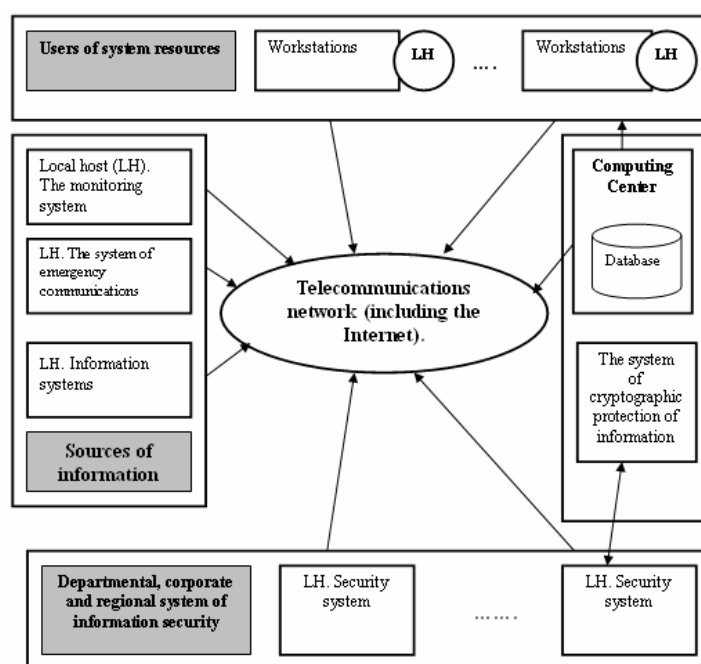 Users of system resources
Workstations
LH
....
Workstations
LH
Local host (LH).
The monitoring
system
LH. The system of
emergency
communications
LH. Information
systems
Sources of
information
Telecommunications
network (including the
Internet).
Computing
Center
Database
The system
of
cryptographic
protection of
information
Departmental, corporate
and regional system of
information security
LH. Security
system
.......
LH. Security
system